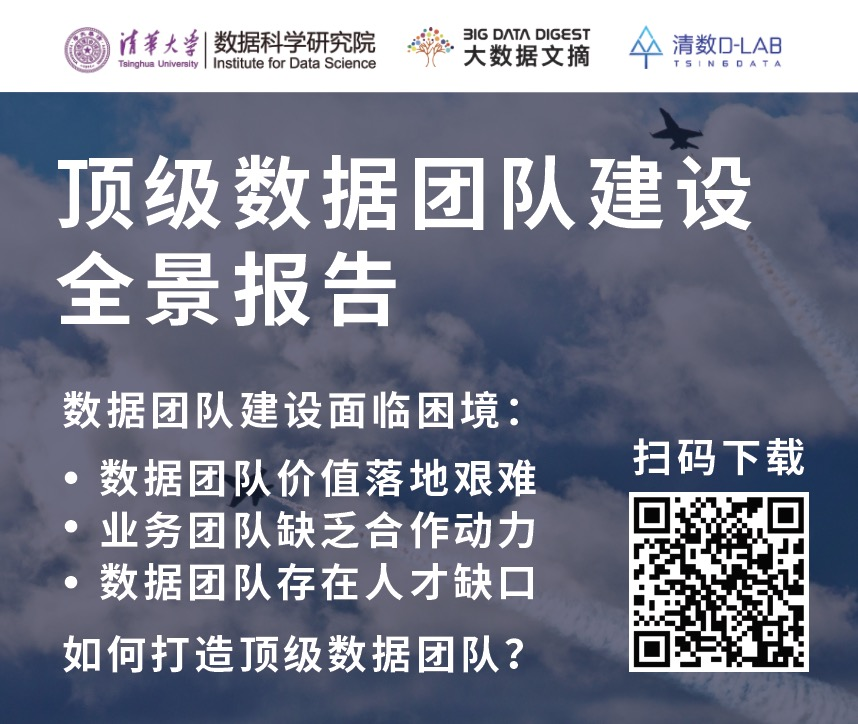 清华大学
Tsinghua University
数据科学研究院
Institute for Data Science
BIG DATA DIGEST
大数据文摘
清数D-LAB
TSINGDATA
顶级数据团队建设
全景报告
数据团队建设面临困境：
• 数据团队价值落地艰难
• 业务团队缺乏合作动力
• 数据团队存在人才缺口
如何打造顶级数据团队？
扫码下载